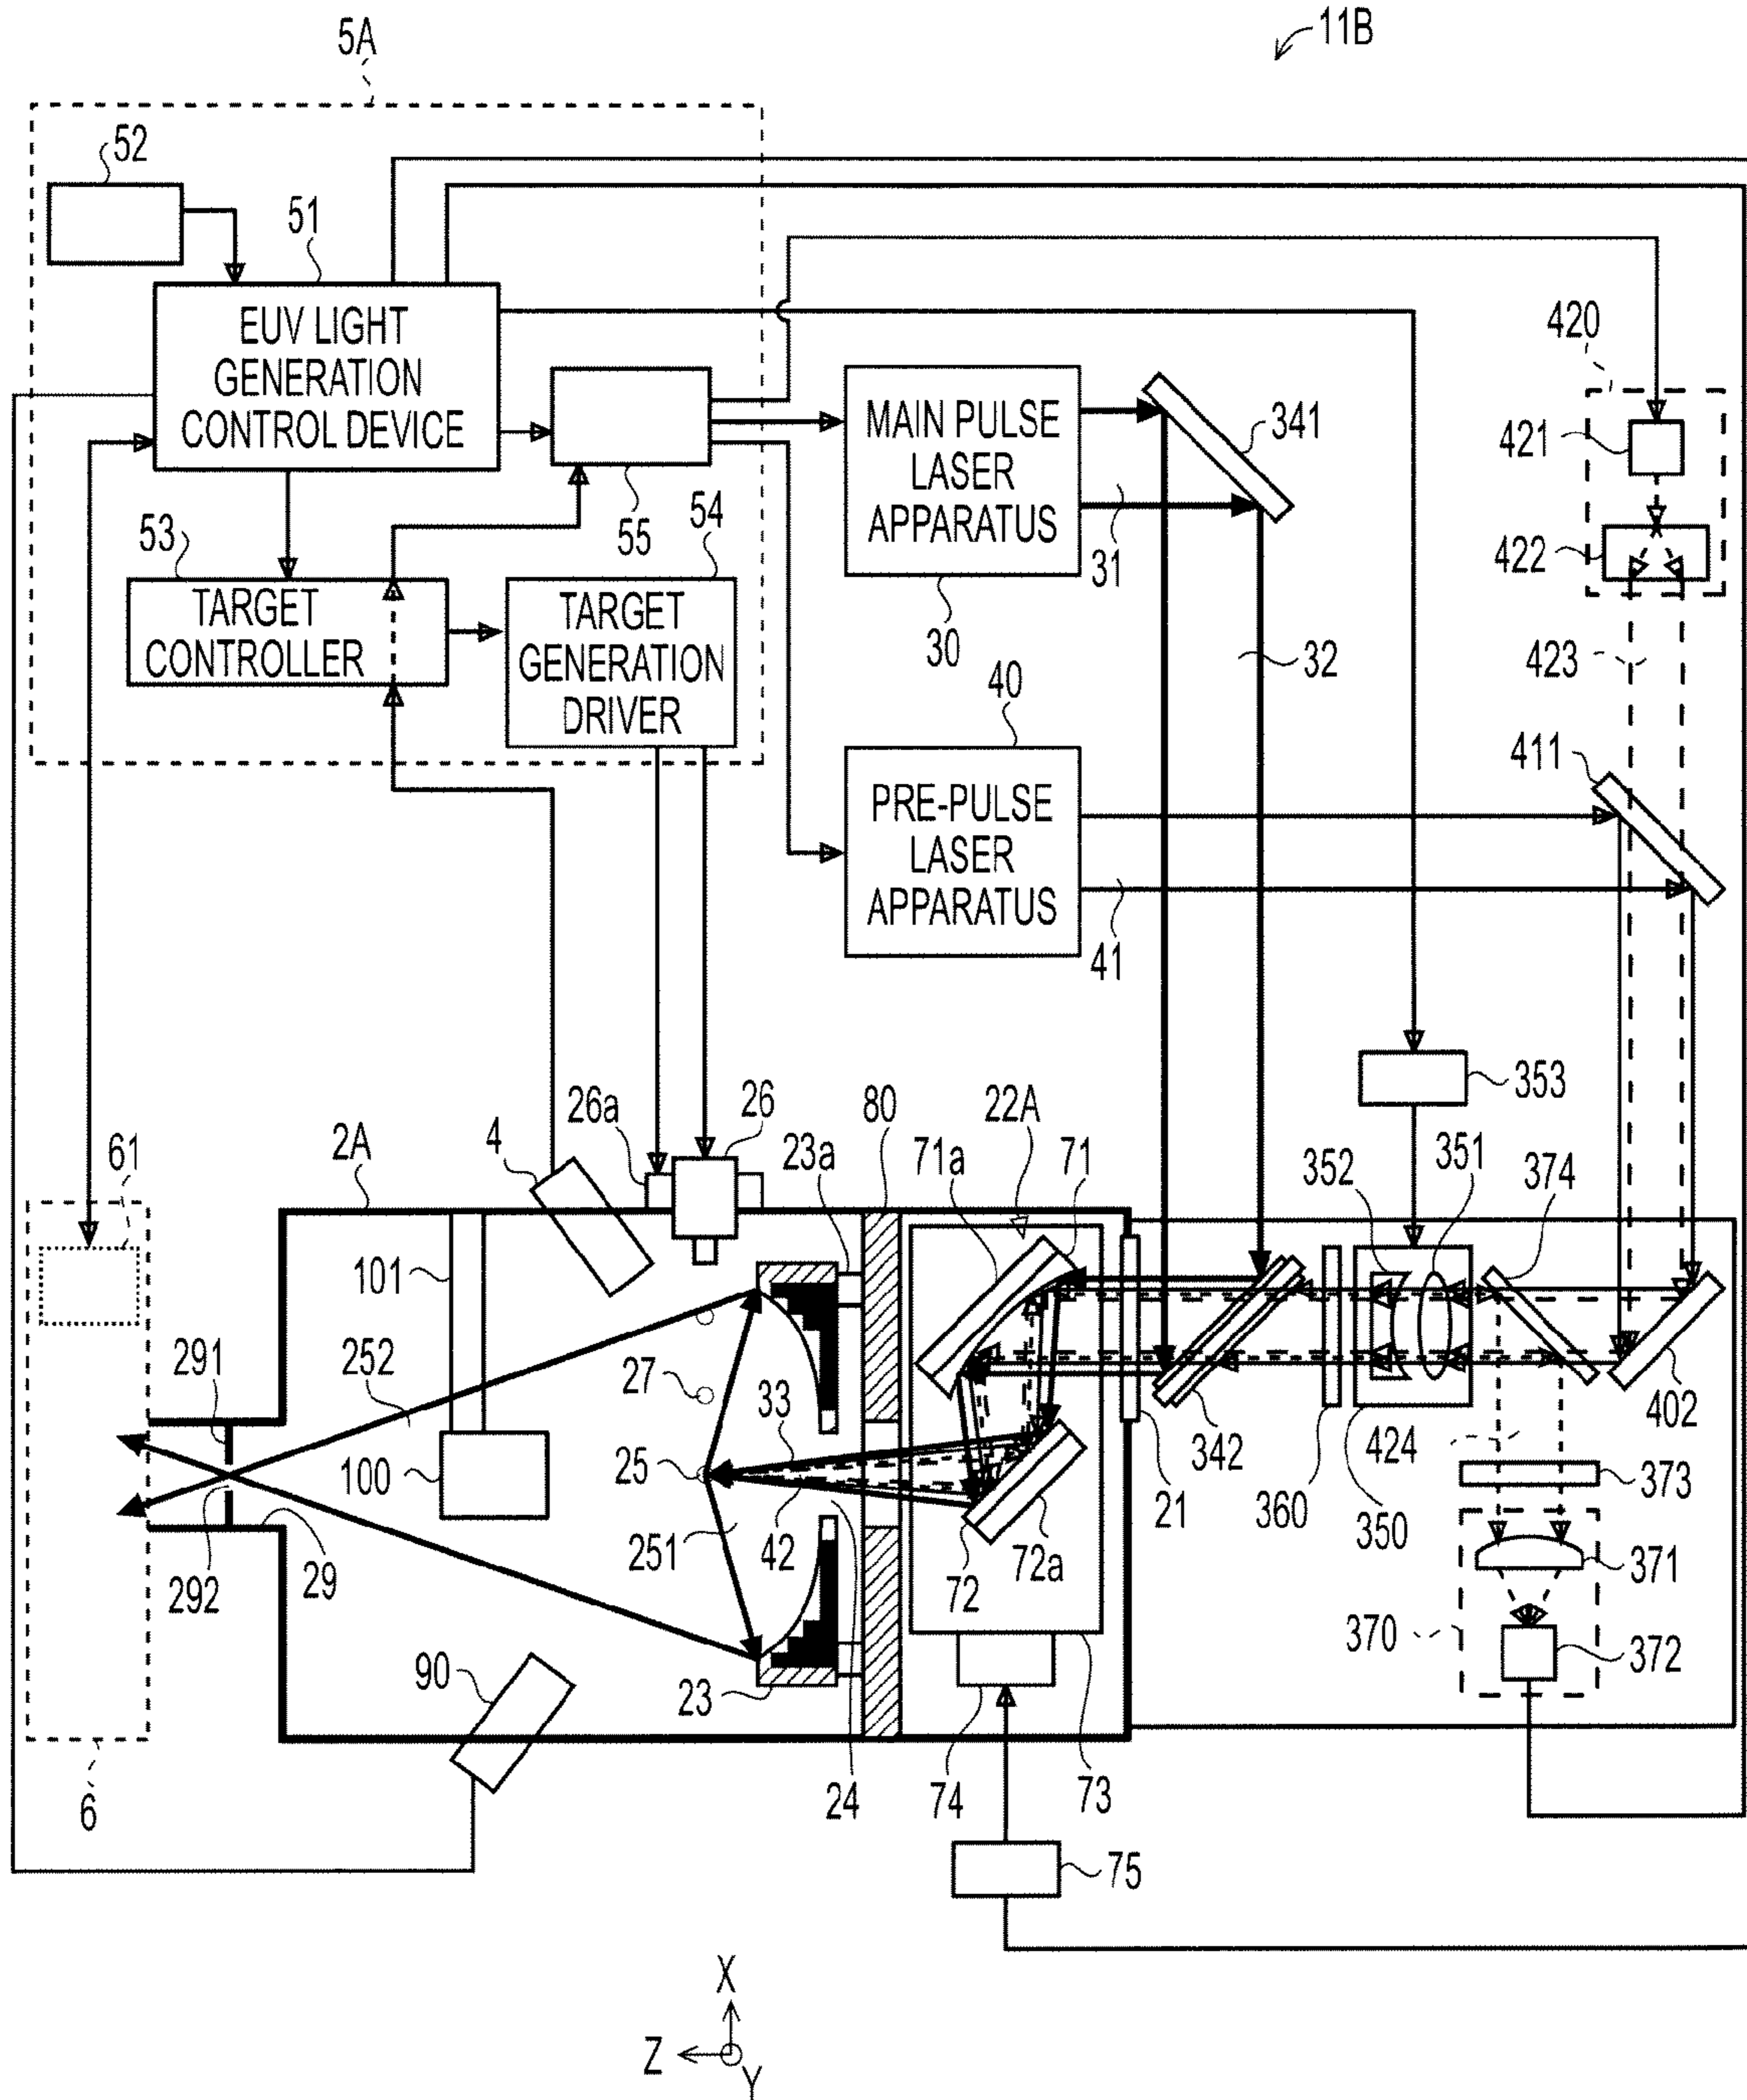 11B
5A
52
51
EUV LIGHT
GENERATION
CONTROL DEVICE
420
421
422
423
MAIN PULSE
LASER
APPARATUS
341
31
30
32
53
55
54
TARGET
CONTROLLER
TARGET
GENERATION
DRIVER
40
411
PRE-PULSE
LASER
APPARATUS
41
353
61
2A
4
26a
26
23a
80
22A
71a
71
352
351
374
101
291
252
27
33
100
25
402
342
424
373
21
360
350
292
29
251
42
72
72a
371
370
372
90
23
6
24
74
73
75
X
Z
Y